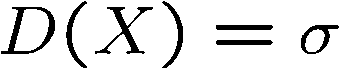 D(X) = σ